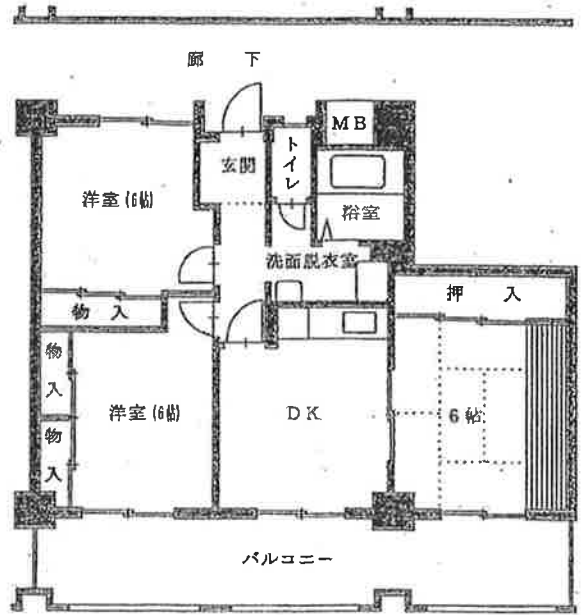 廊 下
MB
玄関
トイレ
浴室
洋室(6帖)
洗面脱衣室
物 入
押 入
物入
洋室(6帖)
DK
6帖
物入
バルコニー